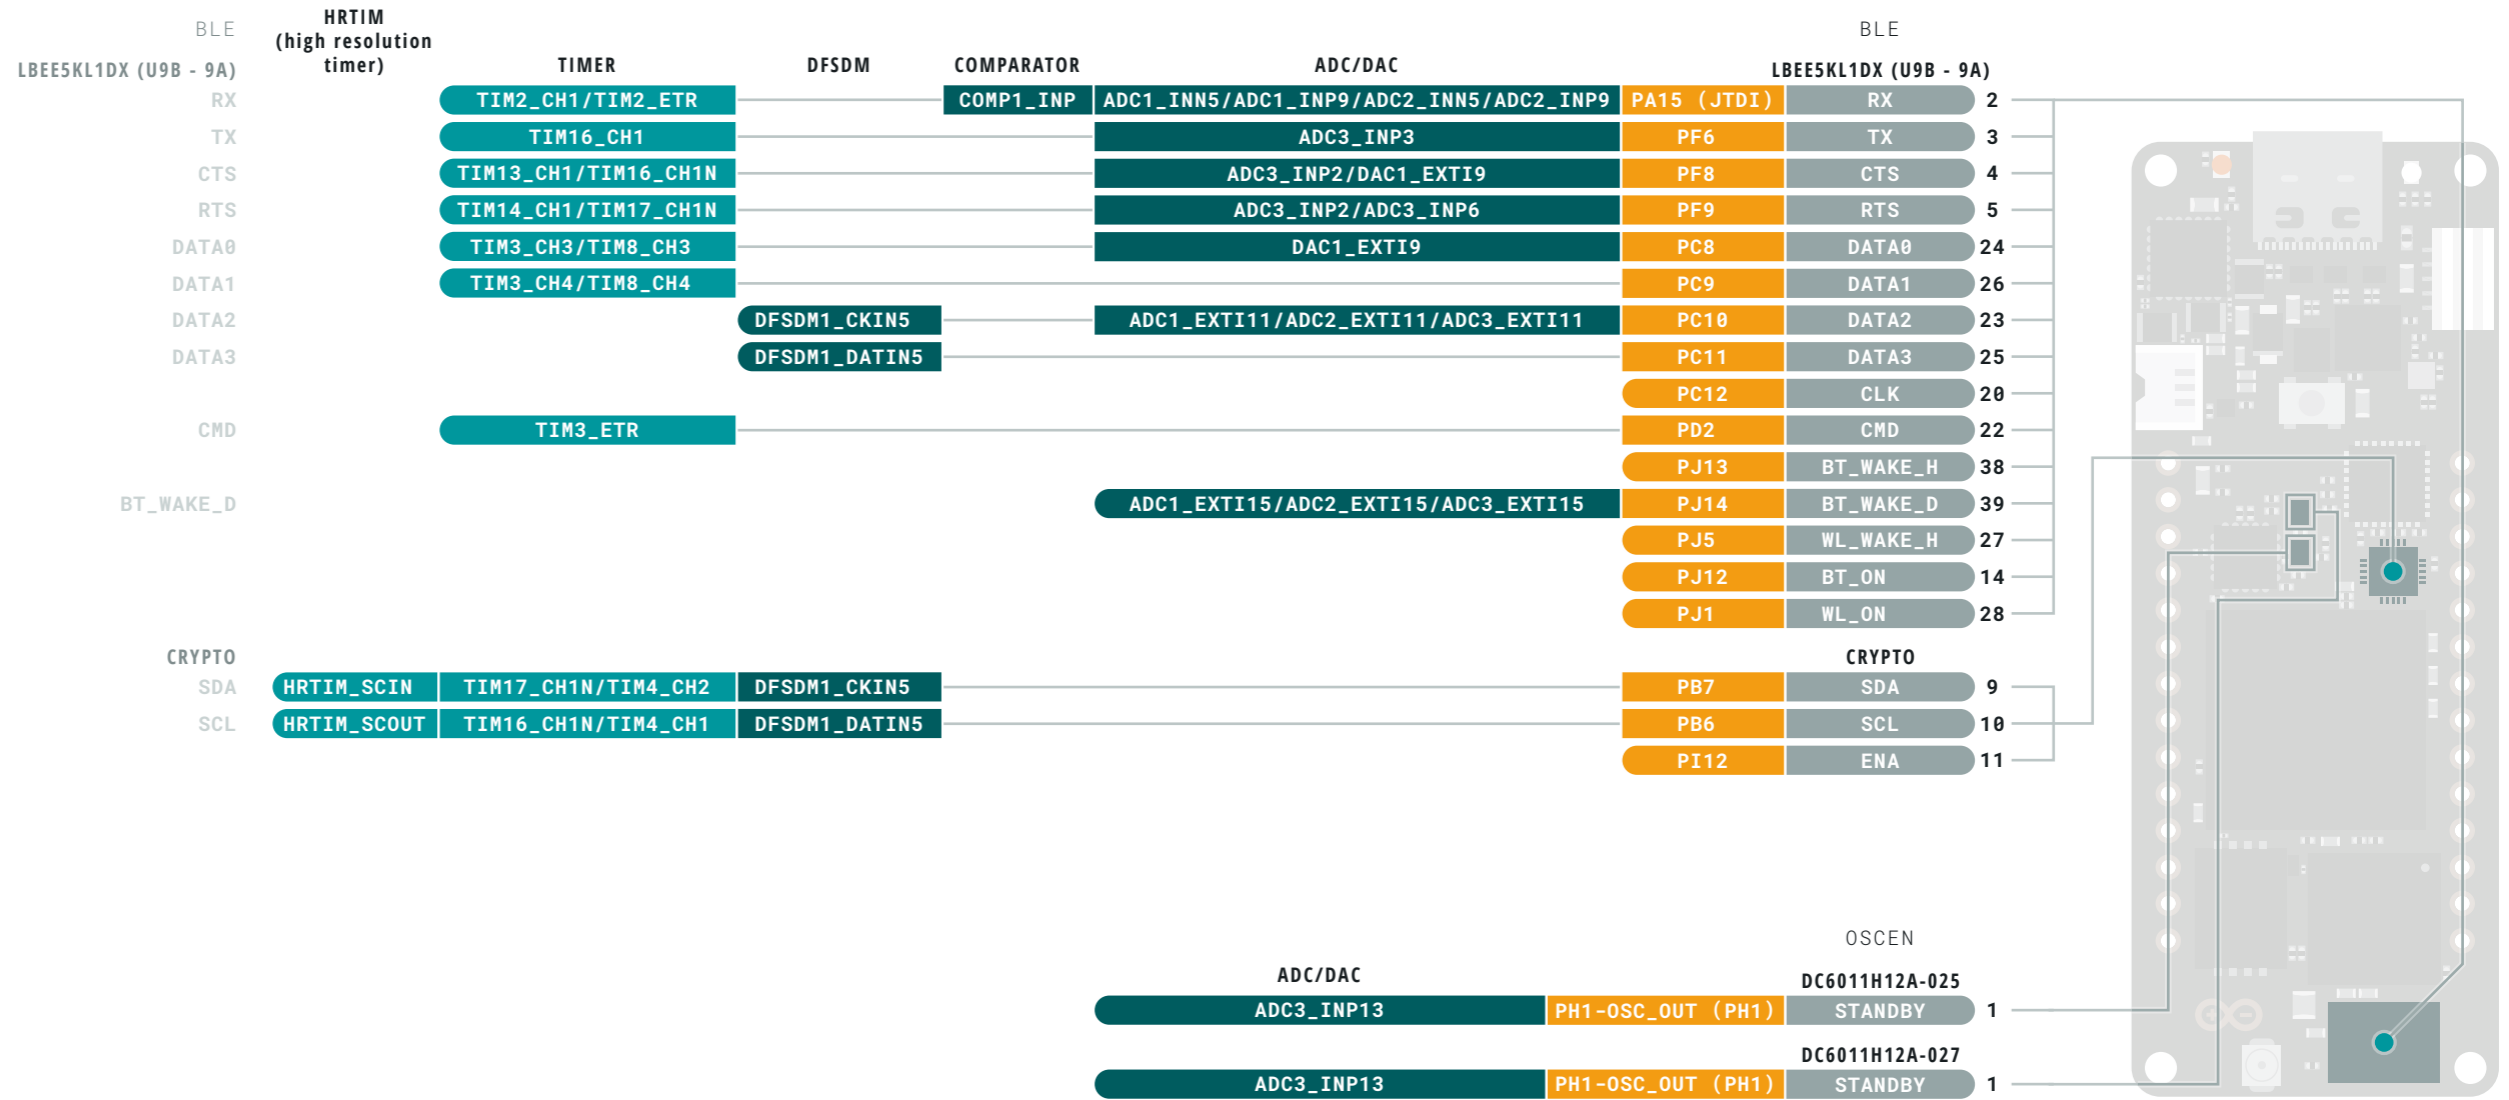 BLE
HRTIM
(high resolution
timer)
BLE
LBEE5KL1DX (U9B - 9A)
TIMER
DFSDM
COMPARATOR
ADC/DAC
LBEE5KL1DX (U9B - 9A)
RX TIM2_CH1/TIM2_ETR COMP1_INP ADC1_INN5/ADC1_INP9/ADC2_INN5/ADC2_INP9 PA15 (JTDI) RX 2
TX TIM16_CH1 ADC3_INP3 PF6 TX 3
CTS TIM13_CH1/TIM16_CH1N ADC3_INP2/DAC1_EXTI9 PF8 CTS 4
RTS TIM14_CH1/TIM17_CH1N ADC3_INP2/ADC3_INP6 PF9 RTS 5
DATA0 TIM3_CH3/TIM8_CH3 DAC1_EXTI9 PC8 DATA0 24
DATA1 TIM3_CH4/TIM8_CH4 PC9 DATA1 26
DATA2 DFSDM1_CKIN5 ADC1_EXTI11/ADC2_EXTI11/ADC3_EXTI11 PC10 DATA2 23
DATA3 DFSDM1_DATIN5 PC11 DATA3 25
PC12 CLK 20
CMD TIM3_ETR PD2 CMD 22
PJ13 BT_WAKE_H 38
BT_WAKE_D ADC1_EXTI15/ADC2_EXTI15/ADC3_EXTI15 PJ14 BT_WAKE_D 39
PJ5 WL_WAKE_H 27
PJ12 BT_ON 14
PJ1 WL_ON 28
CRYPTO CRYPTO
SDA HRTIM_SCIN TIM17_CH1N/TIM4_CH2 DFSDM1_CKIN5 PB7 SDA 9
SCL HRTIM_SCOUT TIM16_CH1N/TIM4_CH1 DFSDM1_DATIN5 PB6 SCL 10
PI12 ENA 11
OSCEN
ADC/DAC DC6011H12A-025
ADC3_INP13 PH1-OSC_OUT (PH1) STANDBY 1
DC6011H12A-027
ADC3_INP13 PH1-OSC_OUT (PH1) STANDBY 1